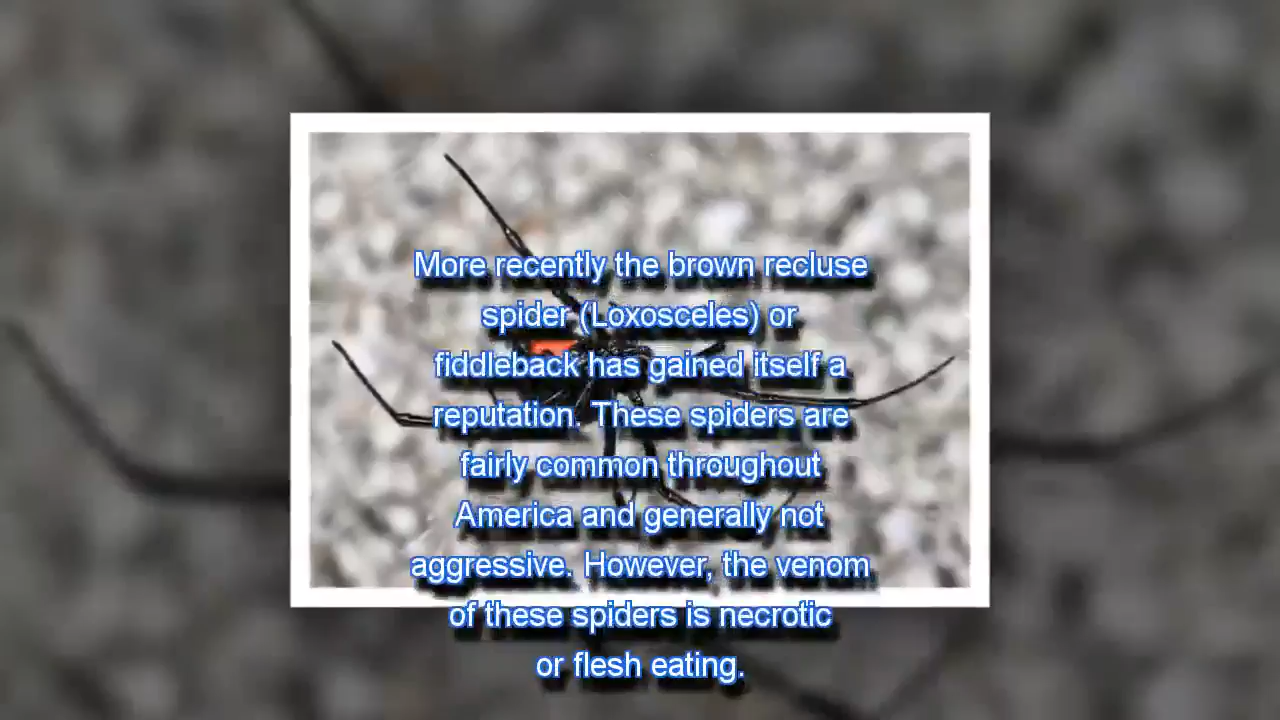 More recently the brown recluse
spider (Loxosceles) or
fiddleback has gained itself a
reputation. These spiders are
fairly common throughout
America and generally not
aggressive. However, the venom
of these spiders is necrotic
or flesh eating.